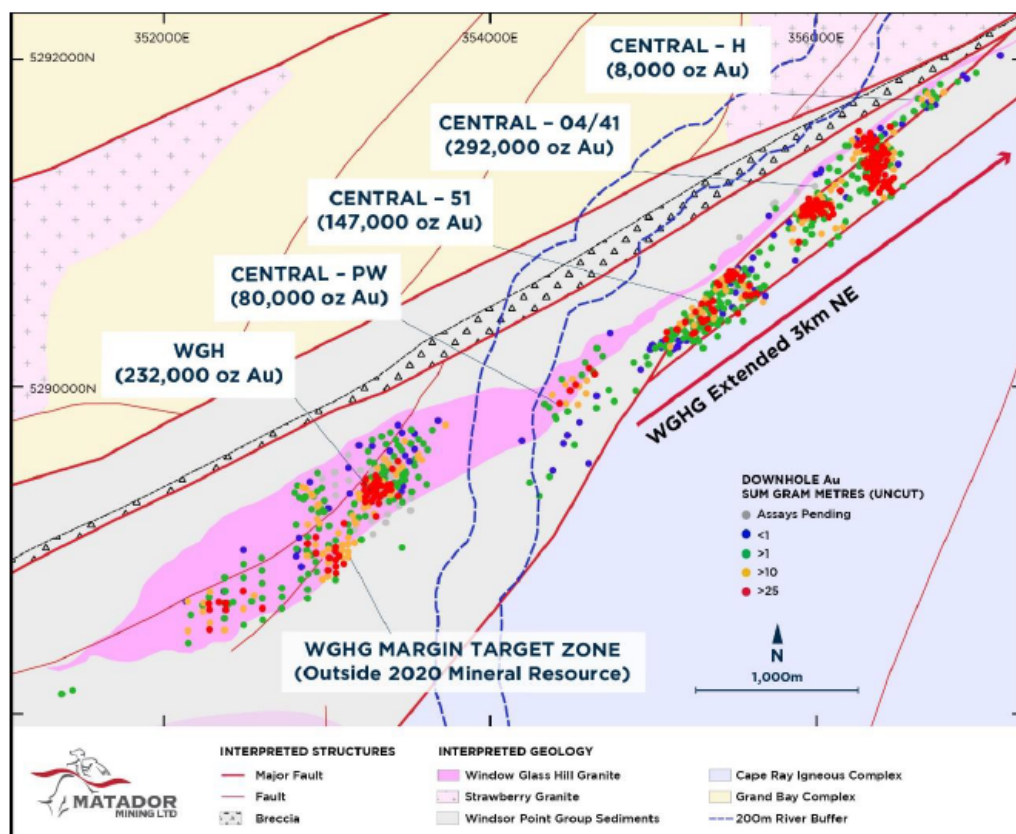 352000E
354000E
356000E
5292000N
5290000N
CENTRAL – H
(8,000 oz Au)
CENTRAL – 04/41
(292,000 oz Au)
CENTRAL – 51
(147,000 oz Au)
CENTRAL – PW
(80,000 oz Au)
WGH
(232,000 oz Au)
WGHG Extended 3km NE
DOWNHOLE Au
SUM GRAM METRES (UNCUT)
Assays Pending
<1
>1
>10
>25
N
1,000m
WGHG MARGIN TARGET ZONE
(Outside 2020 Mineral Resource)
MATADOR
MINING LTD
INTERPRETED STRUCTURES
Major Fault
Fault
Breccia
INTERPRETED GEOLOGY
Window Glass Hill Granite
Strawberry Granite
Windsor Point Group Sediments
Cape Ray Igneous Complex
Grand Bay Complex
200m River Buffer